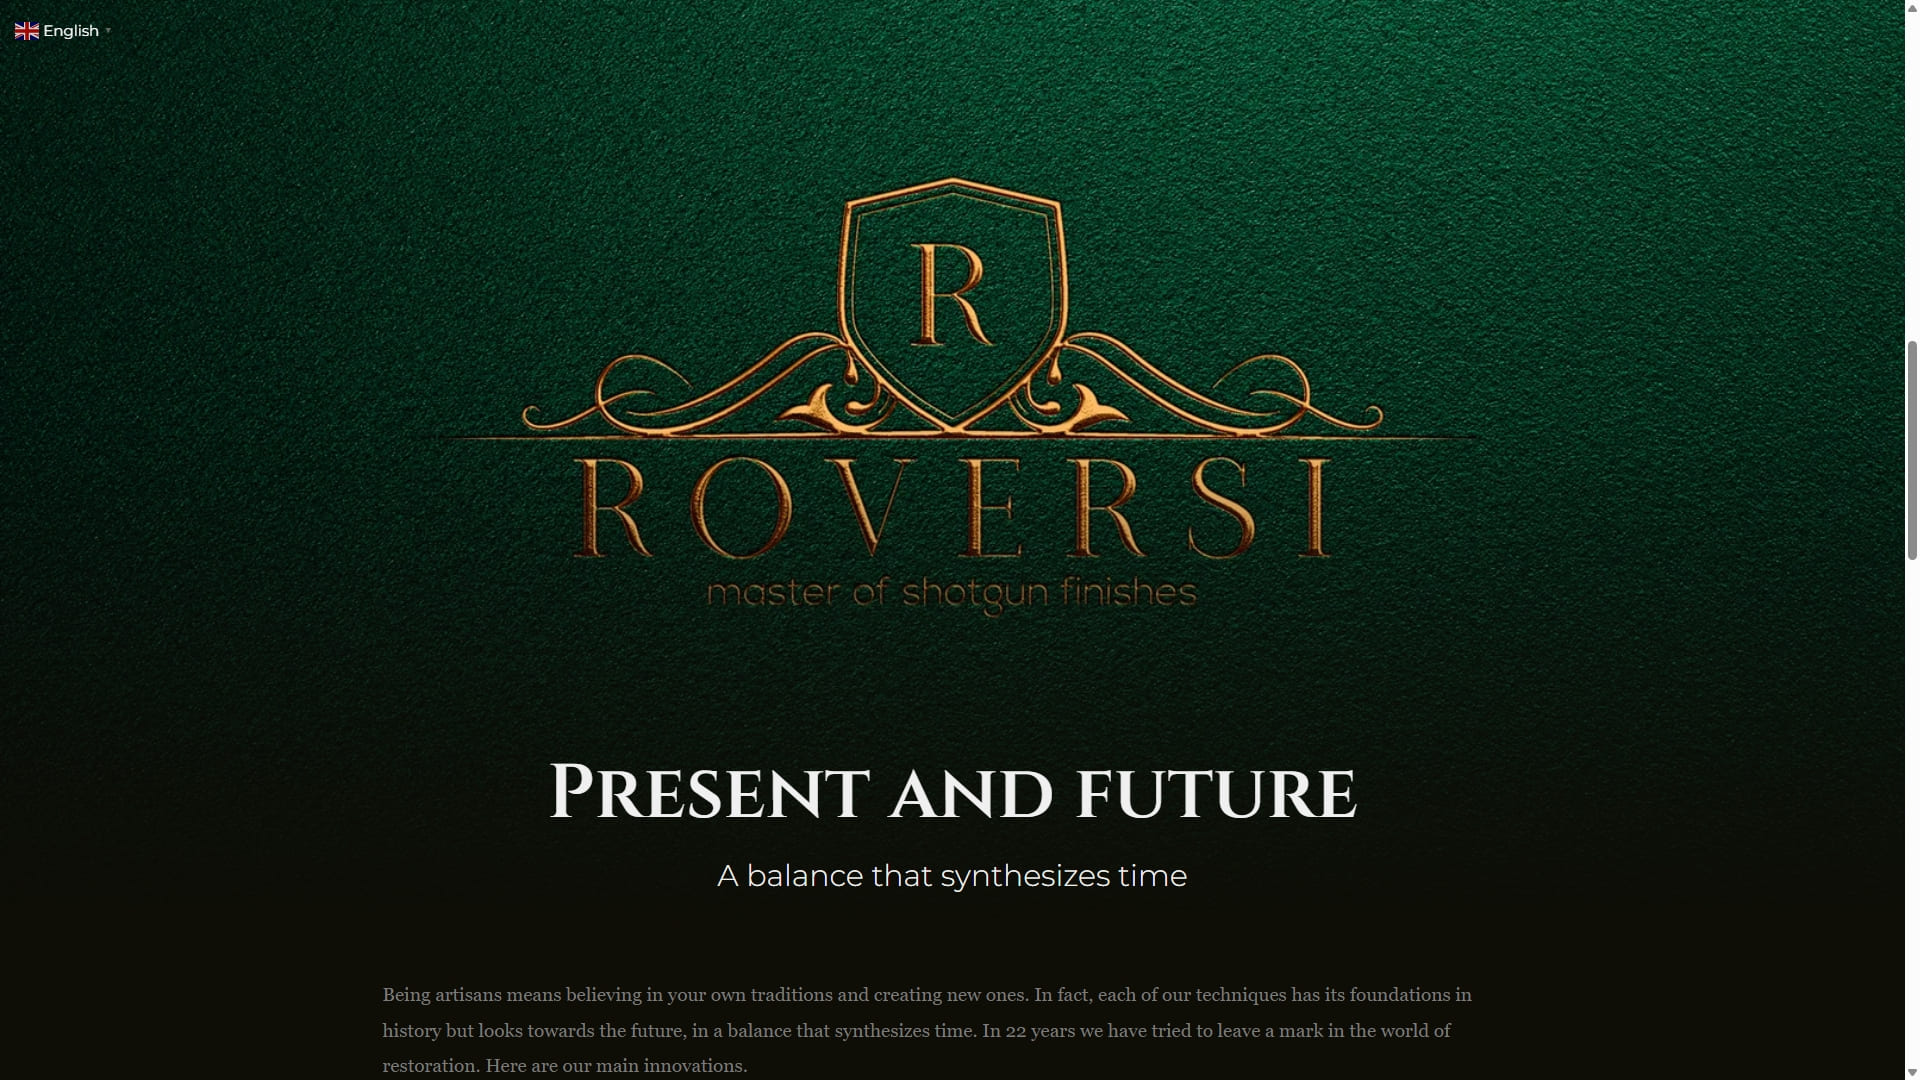 English
R
ROVERSI
master of shotgun finishes
Present and future
A balance that synthesizes time
Being artisans means believing in your own traditions and creating new ones. In fact, each of our techniques has its foundations in
history but looks towards the future, in a balance that synthesizes time. In 22 years we have tried to leave a mark in the world of
restoration. Here are our main innovations.